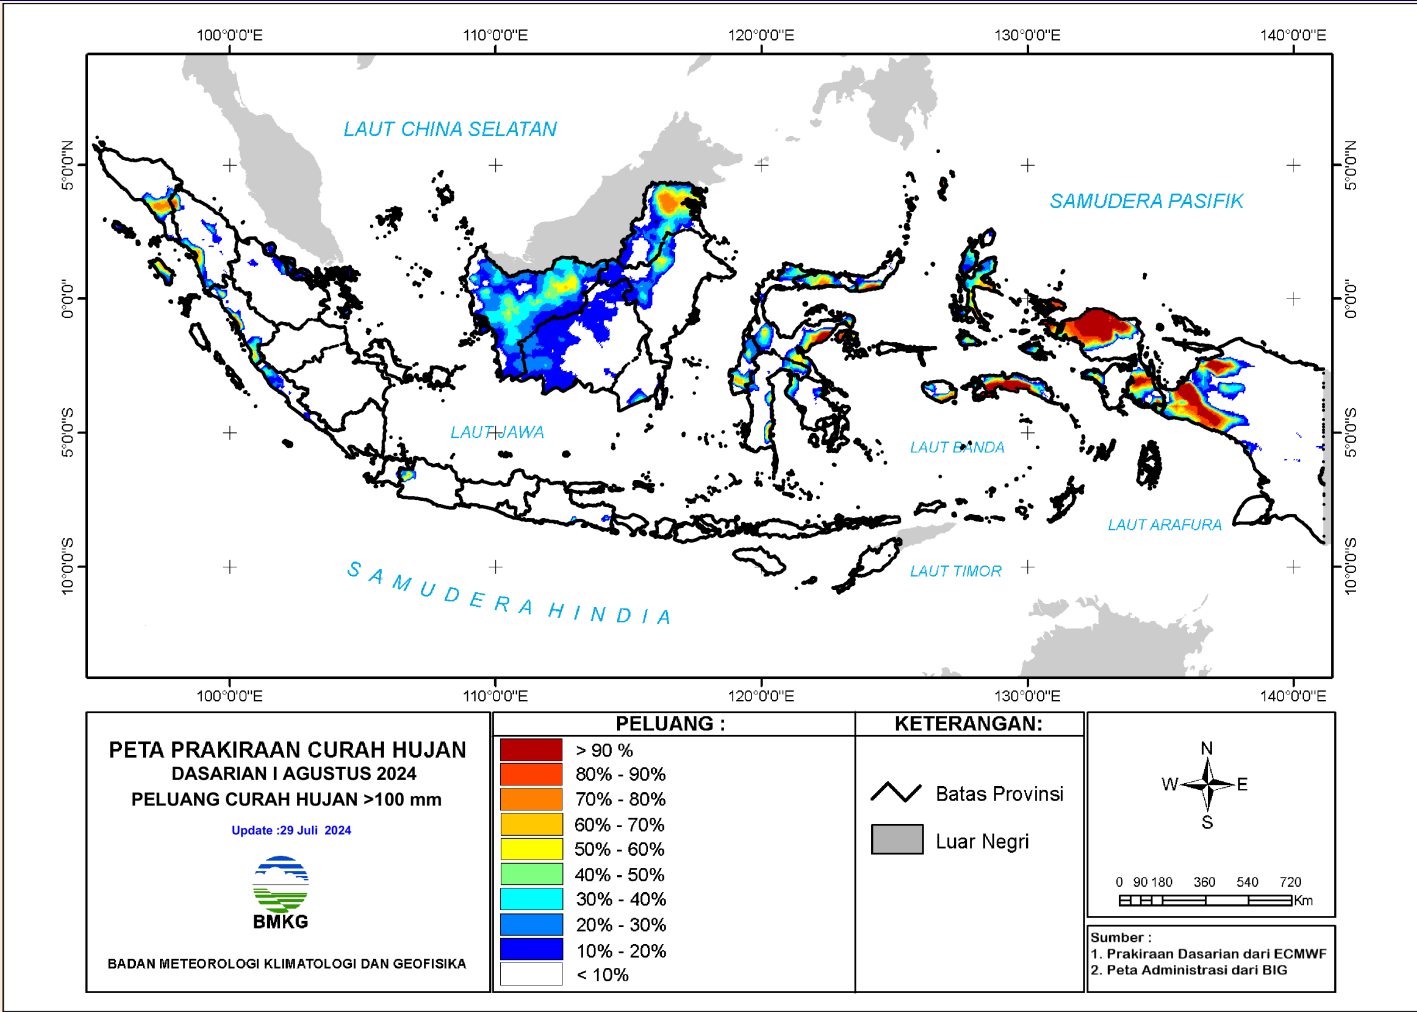 100°0'0"E 110°0'0"E 120°0'0"E 130°0'0"E 140°0'0"E
LAUT CHINA SELATAN
SAMUDERA PASIFIK
5°0'0"N 5°0'0"N
0°0'0" 0°0'0"
5°0'0"S 5°0'0"S
10°0'0"S 10°0'0"S
LAUT JAWA
LAUT BANDA
LAUT ARAFURA
LAUT TIMOR
SAMUDERA HINDIA
100°0'0"E 110°0'0"E 120°0'0"E 130°0'0"E 140°0'0"E
PETA PRAKIRAAN CURAH HUJAN
DASARIAN I AGUSTUS 2024
PELUANG CURAH HUJAN >100 mm
Update :29 Juli 2024
BMKG
BADAN METEOROLOGI KLIMATOLOGI DAN GEOFISIKA
PELUANG :
> 90 %
80% - 90%
70% - 80%
60% - 70%
50% - 60%
40% - 50%
30% - 40%
20% - 30%
10% - 20%
< 10%
KETERANGAN:
Batas Provinsi
Luar Negri
N
W E
S
0 90 180 360 540 720
Km
Sumber :
1. Prakiraan Dasarian dari ECMWF
2. Peta Administrasi dari BIG